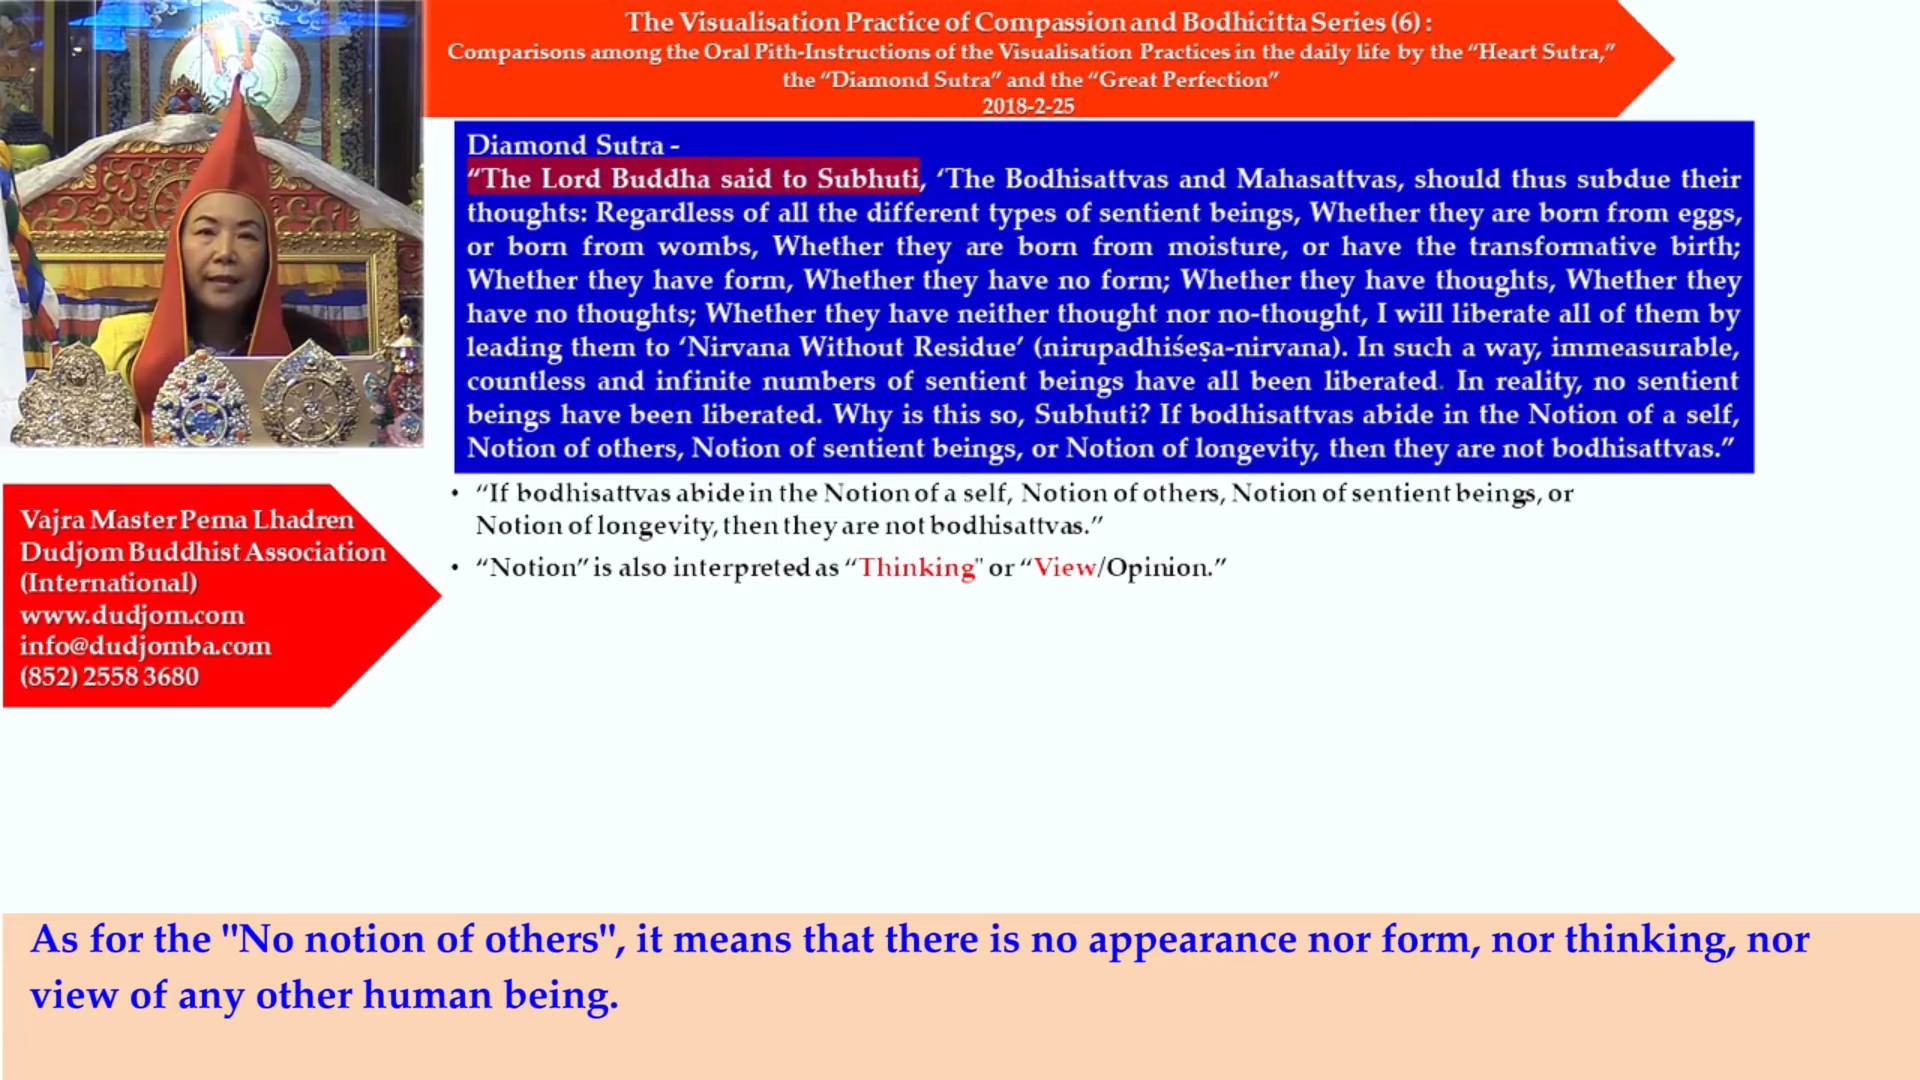 The Visualisation Practice of Compassion and Bodhicitta Series (6) :
Comparisons among the Oral Pith-Instructions of the Visualisation Practices in the daily life by the “Heart Sutra,”
the “Diamond Sutra” and the “Great Perfection”
2018-2-25
Diamond Sutra -
“The Lord Buddha said to Subhuti, ‘The Bodhisattvas and Mahasattvas, should thus subdue their
thoughts: Regardless of all the different types of sentient beings, Whether they are born from eggs,
or born from wombs, Whether they are born from moisture, or have the transformative birth;
Whether they have form, Whether they have no form; Whether they have thoughts, Whether they
have no thoughts; Whether they have neither thought nor no-thought, I will liberate all of them by
leading them to ‘Nirvana Without Residue’ (nirupadhiśeṣa-nirvana). In such a way, immeasurable,
countless and infinite numbers of sentient beings have all been liberated. In reality, no sentient
beings have been liberated. Why is this so, Subhuti? If bodhisattvas abide in the Notion of a self,
Notion of others, Notion of sentient beings, or Notion of longevity, then they are not bodhisattvas.”
• “If bodhisattvas abide in the Notion of a self, Notion of others, Notion of sentient beings, or
Notion of longevity, then they are not bodhisattvas.”
• “Notion” is also interpreted as “Thinking" or “View/Opinion.”
Vajra Master Pema Lhadren
Dudjom Buddhist Association
(International)
www.dudjom.com
info@dudjomba.com
(852) 2558 3680
As for the "No notion of others", it means that there is no appearance nor form, nor thinking, nor
view of any other human being.